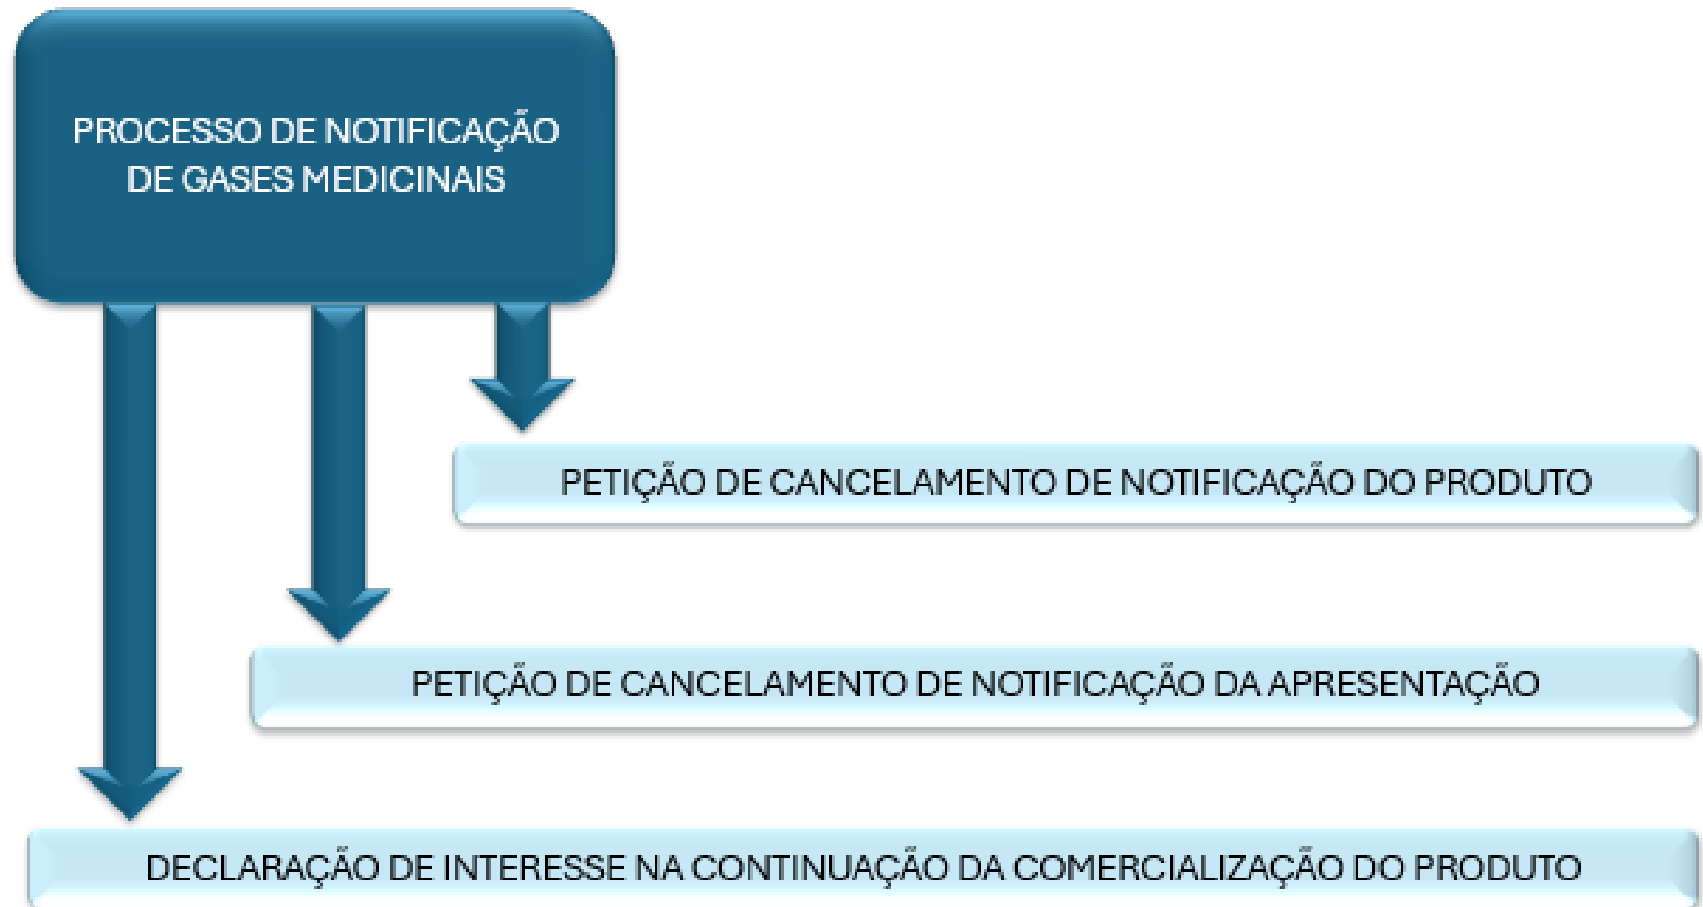 PROCESSO DE NOTIFICAÇÃO
DE GASES MEDICINAIS
PETIÇÃO DE CANCELAMENTO DE NOTIFICAÇÃO DO PRODUTO
PETIÇÃO DE CANCELAMENTO DE NOTIFICAÇÃO DA APRESENTAÇÃO
DECLARAÇÃO DE INTERESSE NA CONTINUAÇÃO DA COMERCIALIZAÇÃO DO PRODUTO